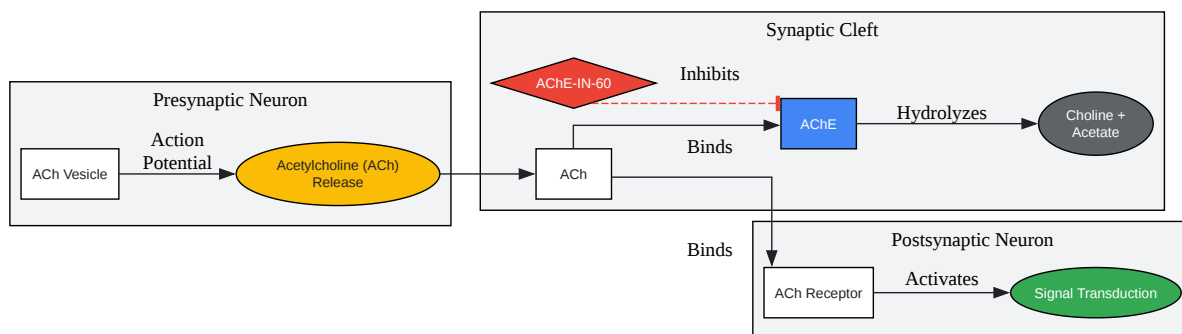 Synaptic Cleft
AChE-IN-60
Inhibits
Presynaptic Neuron
Action
Potential
ACh Vesicle
Acetylcholine (ACh)
Release
ACh
Binds
AChE
Hydrolyzes
Choline +
Acetate
Binds
Postsynaptic Neuron
ACh Receptor
Activates
Signal Transduction